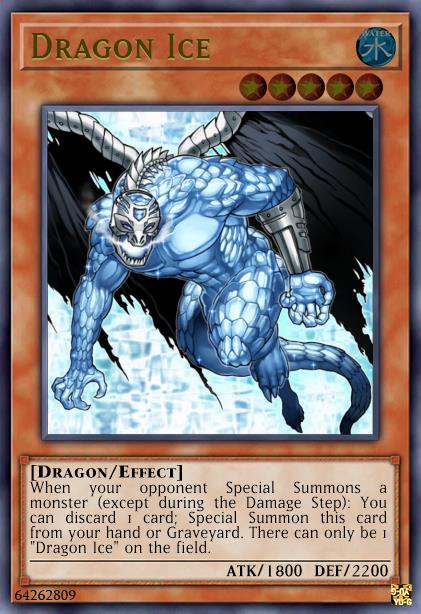 Dragon Ice
WATER
水
[Dragon/Effect]
When your opponent Special Summons a
monster (except during the Damage Step): You
can discard 1 card; Special Summon this card
from your hand or Graveyard. There can only be 1
"Dragon Ice" on the field.
ATK/1800 DEF/2200
64262809